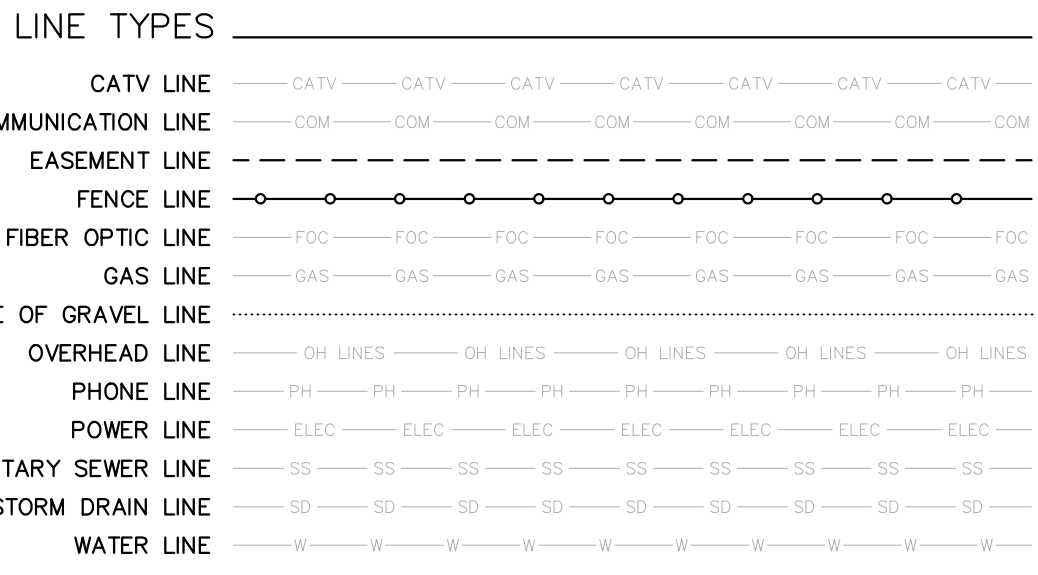 LINE TYPES
CATV LINE CATV CATV CATV CATV CATV CATV CATV
MMUNICATION LINE COM COM COM COM COM COM COM COM
EASEMENT LINE
FENCE LINE
FIBER OPTIC LINE FOC FOC FOC FOC FOC FOC FOC FOC
GAS LINE GAS GAS GAS GAS GAS GAS GAS GAS
E OF GRAVEL LINE
OVERHEAD LINE OH LINES OH LINES OH LINES OH LINES OH LINES
PHONE LINE PH PH PH PH PH PH PH PH PH
POWER LINE ELEC ELEC ELEC ELEC ELEC ELEC ELEC
TARY SEWER LINE SS SS SS SS SS SS SS SS SS
STORM DRAIN LINE SD SD SD SD SD SD SD SD SD
WATER LINE W W W W W W W W W W